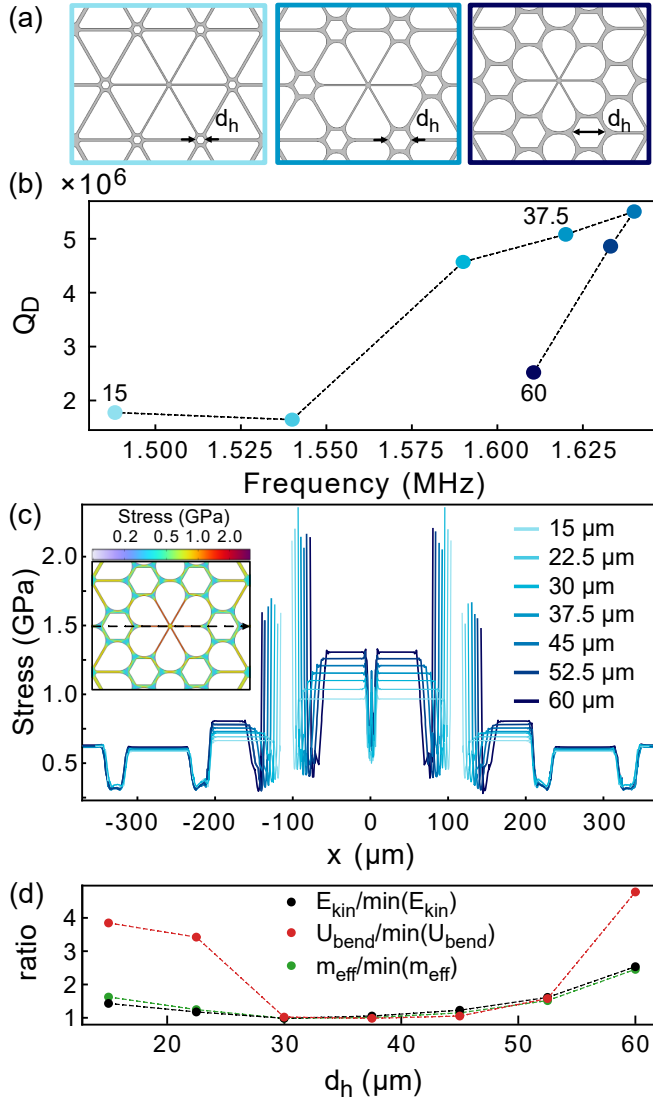 (a)
d_h
d_h
d_h
(b)
×10^6
5
4
3
2
Q_D
15
37.5
60
1.500
1.525
1.550
1.575
1.600
1.625
Frequency (MHz)
(c)
Stress (GPa)
0.2
0.5
1.0
2.0
2.0
1.5
1.0
0.5
Stress (GPa)
15 µm
22.5 µm
30 µm
37.5 µm
45 µm
52.5 µm
60 µm
-300
-200
-100
0
100
200
300
x (µm)
(d)
E_kin/min(E_kin)
U_bend/min(U_bend)
m_eff/min(m_eff)
4
3
2
1
ratio
20
30
40
50
60
d_h (µm)